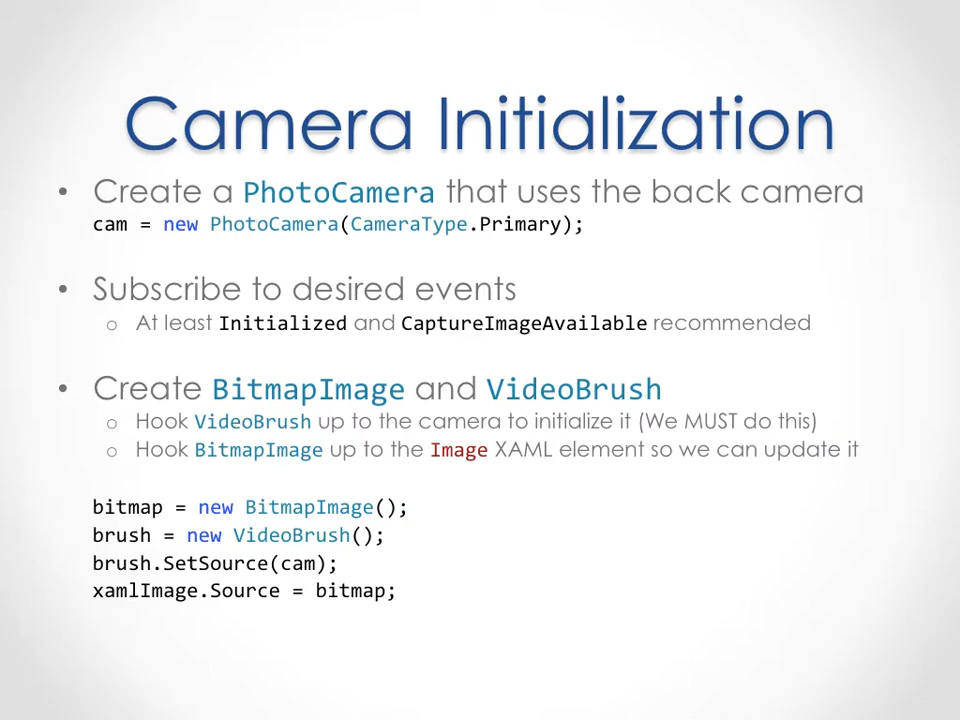 Camera Initialization
• Create a PhotoCamera that uses the back camera
cam = new PhotoCamera(CameraType.Primary);
• Subscribe to desired events
o At least Initialized and CaptureImageAvailable recommended
• Create BitmapImage and VideoBrush
o Hook VideoBrush up to the camera to initialize it (We MUST do this)
o Hook BitmapImage up to the Image XAML element so we can update it
bitmap = new BitmapImage();
brush = new VideoBrush();
brush.SetSource(cam);
xamlImage.Source = bitmap;